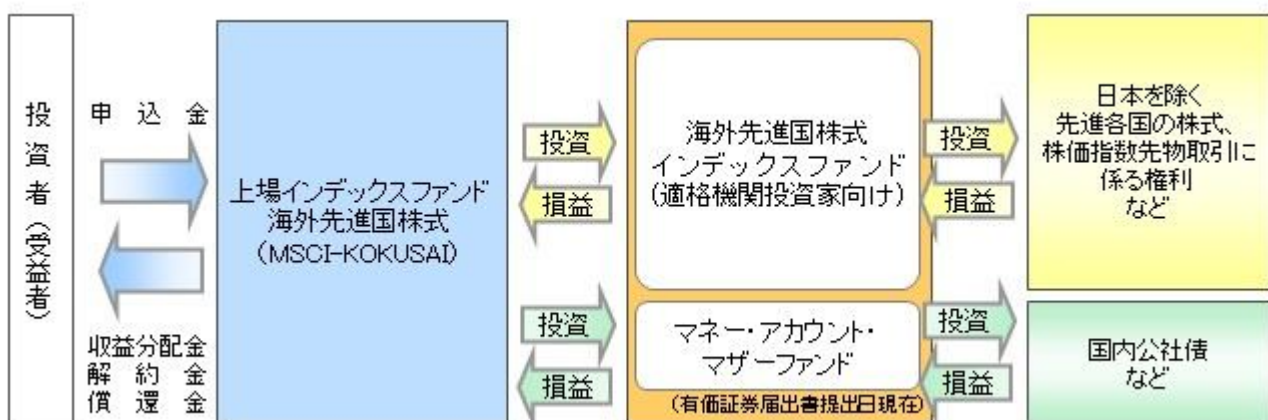 投資者（受益者）
申込金
収益分配金
解約金
償還金
上場インデックスファンド
海外先進国株式
（MSCI-KOKUSAI）
投資
損益
投資
損益
海外先進国株式
インデックスファンド
（適格機関投資家向け）
マネー・アカウント・
マザーファンド
（有価証券届出書提出日現在）
投資
損益
投資
損益
日本を除く
先進各国の株式、
株価指数先物取引に
係る権利
など
国内公社債
など